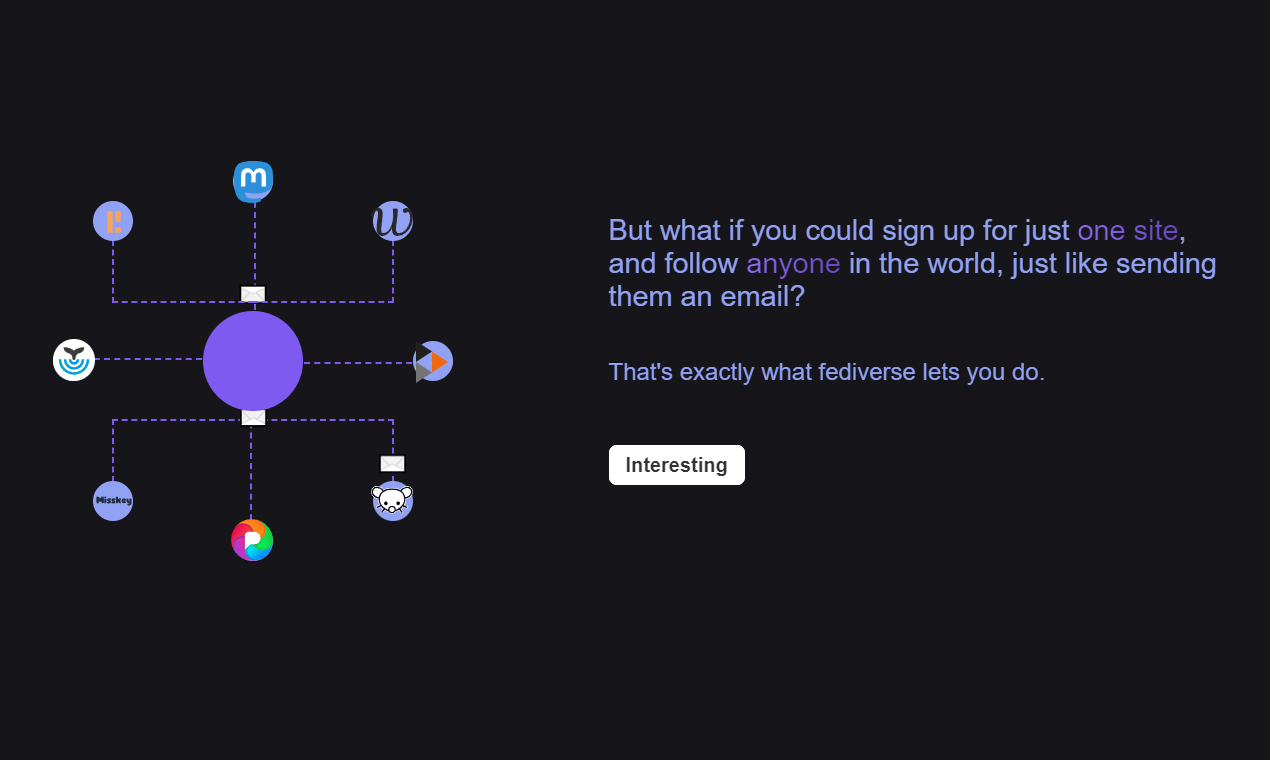 But what if you could sign up for just one site,
and follow anyone in the world, just like sending
them an email?
That's exactly what fediverse lets you do.
Interesting
Misskey